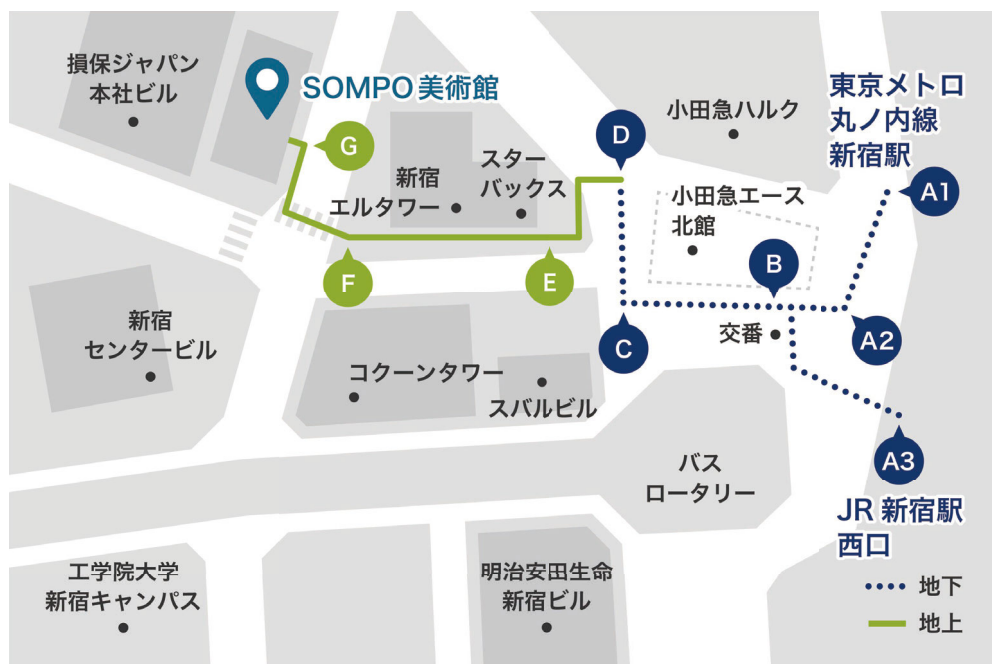 損保ジャパン
本社ビル
SOMPO美術館
G
新宿
エルタワー
スター
バックス
D
小田急ハルク
東京メトロ
丸ノ内線
新宿駅
A1
小田急エース
北館
B
F
E
C
交番
A2
新宿
センタービル
コクーンタワー
スバルビル
A3
バス
ロータリー
JR 新宿駅
西口
工学院大学
新宿キャンパス
明治安田生命
新宿ビル
地下
地上